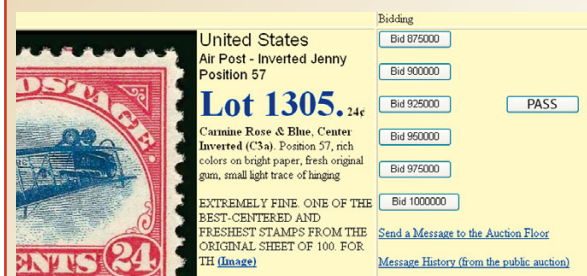 Bidding
United States
Air Post - Inverted Jenny
Position 57
Lot 1305. 24¢
Carmine Rose & Blue, Center
Inverted (C3a). Position 57, rich
colors on bright paper, fresh original
gum, small light trace of hinging
EXTREMELY FINE. ONE OF THE
BEST-CENTERED AND
FRESHEST STAMPS FROM THE
ORIGINAL SHEET OF 100. FOR
TH (Image)
Bid 875000
Bid 900000
Bid 925000
PASS
Bid 950000
Bid 975000
Bid 1000000
Send a Message to the Auction Floor
Message History (from the public auction)
POSTAGE
CENTS 24